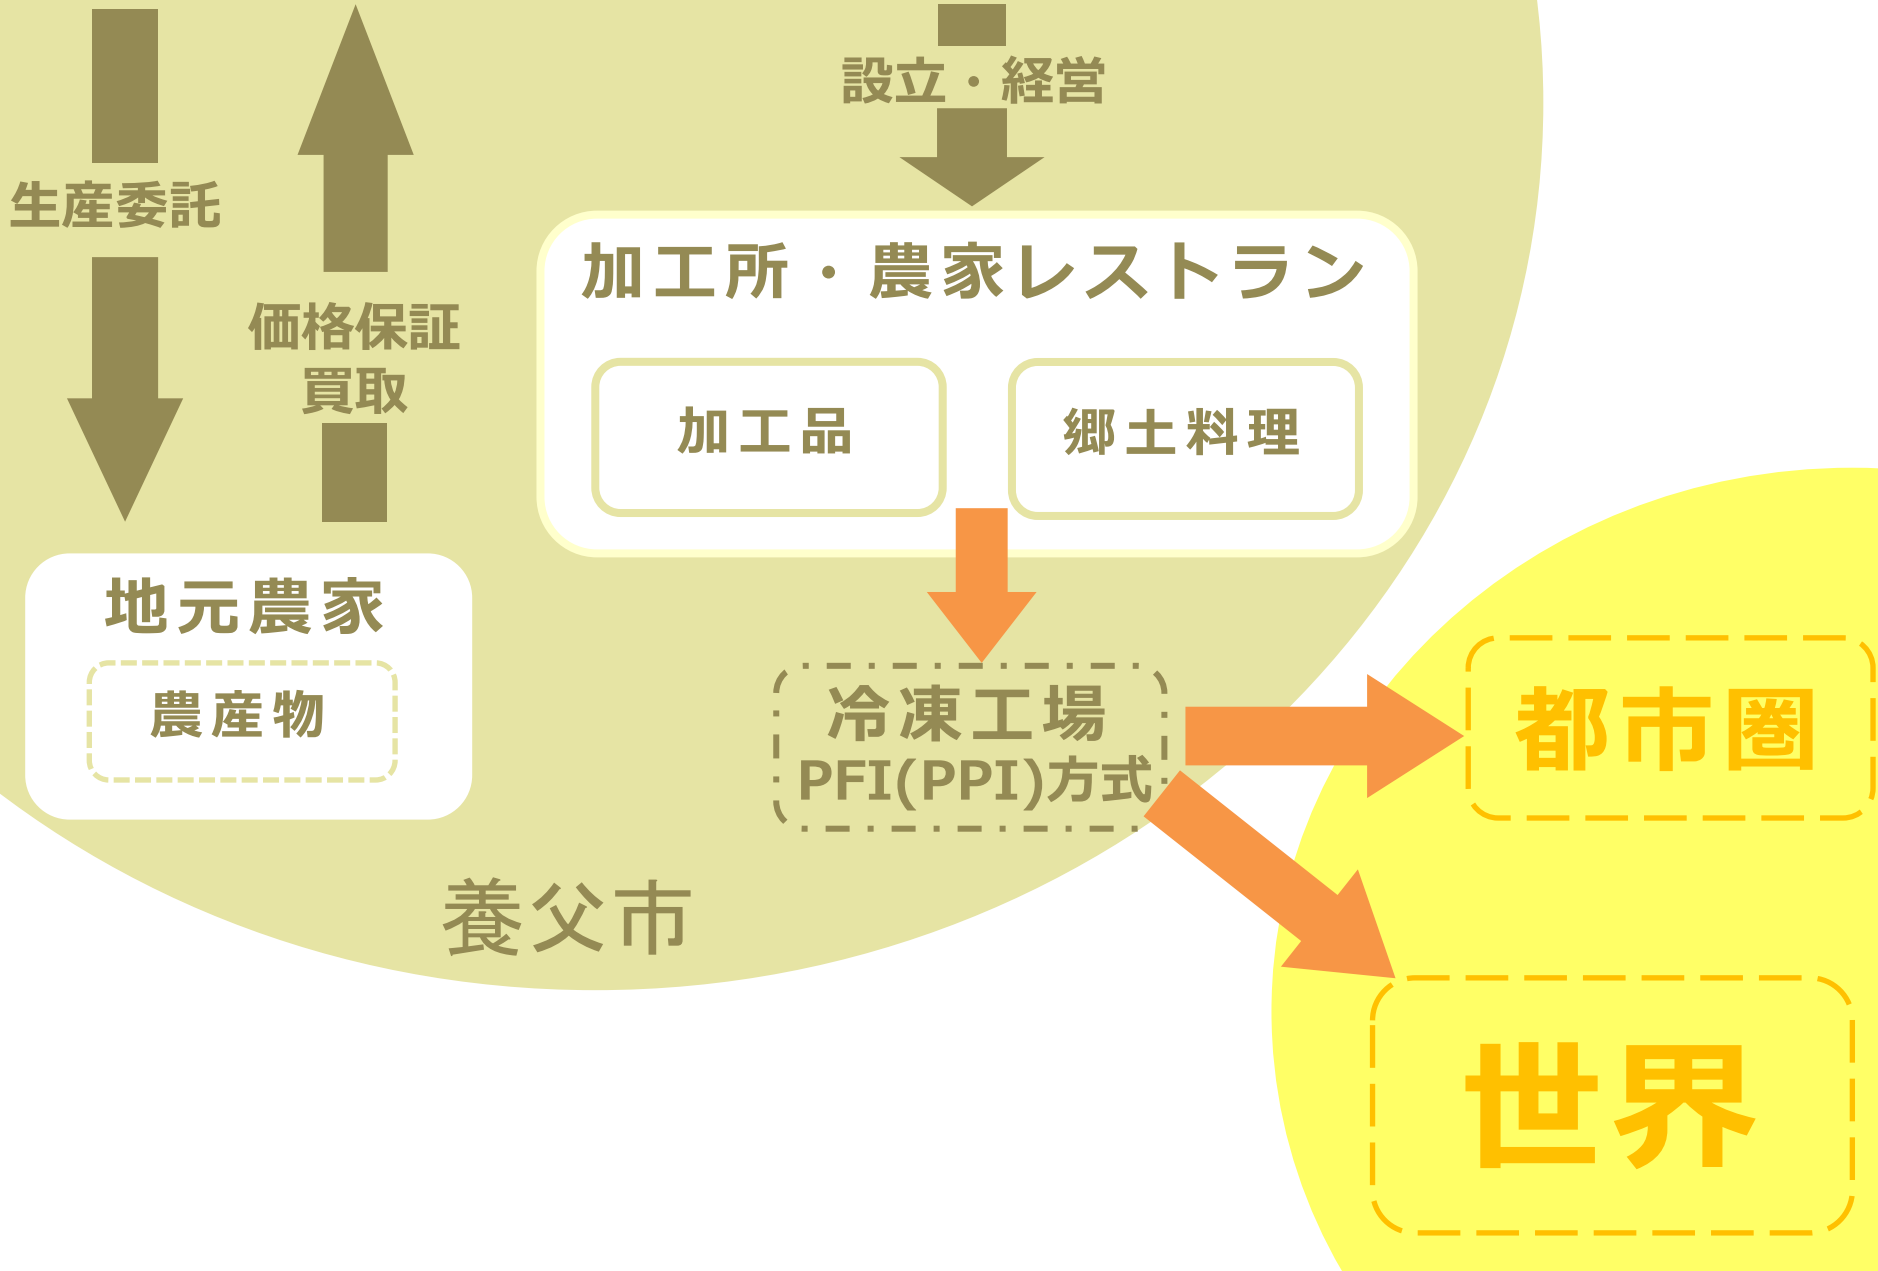 設立・経営
生産委託
価格保証
買取
加工所・農家レストラン
加工品
郷土料理
地元農家
農産物
冷凍工場
PFI(PPI)方式
都市圏
養父市
世界